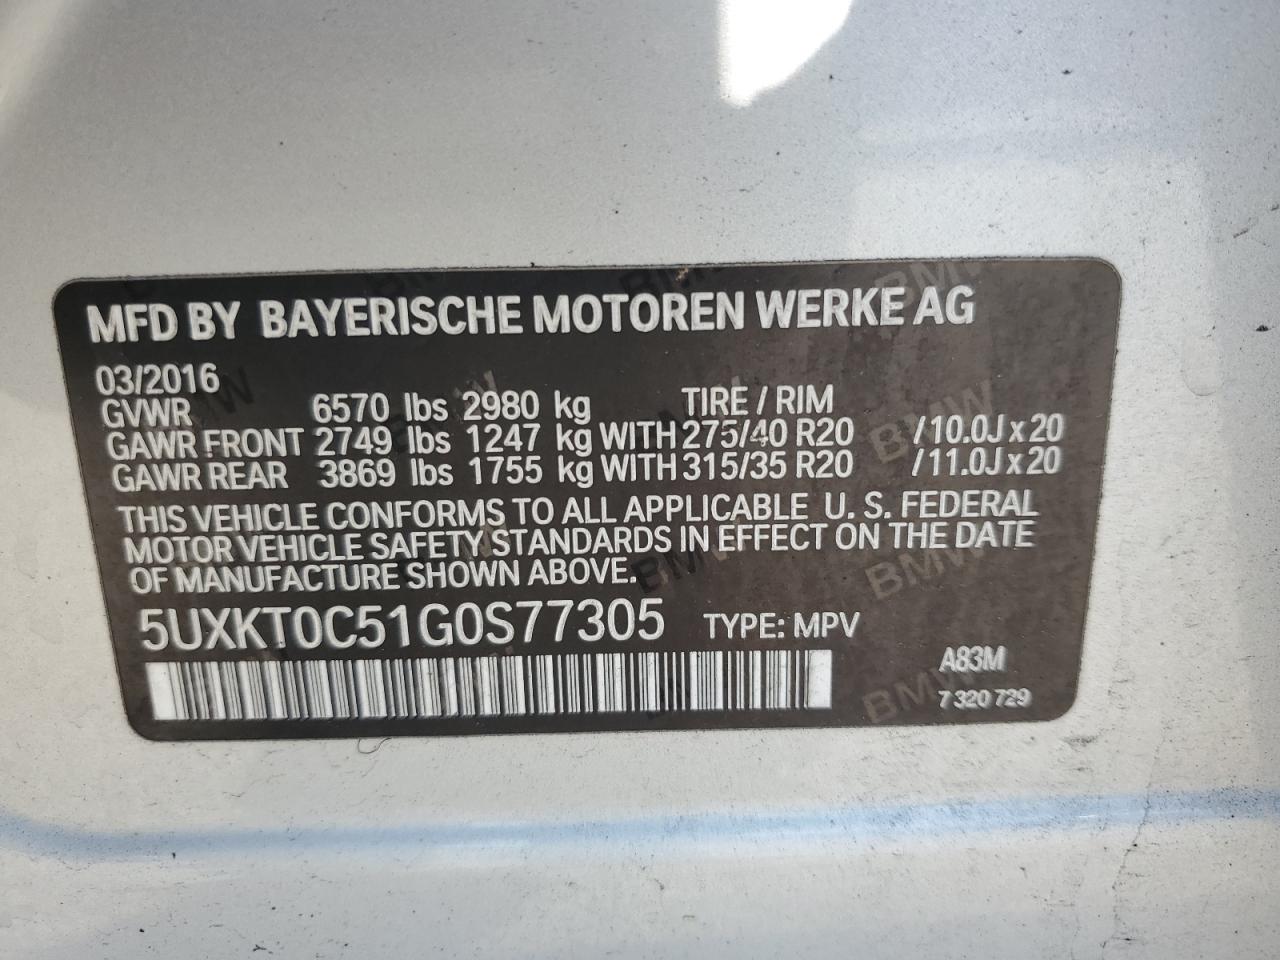 MFD BY BAYERISCHE MOTOREN WERKE AG
03/2016
GVWR 6570 lbs 2980 kg TIRE / RIM
GAWR FRONT 2749 lbs 1247 kg WITH 275/40 R20 /10.0J x 20
GAWR REAR 3869 lbs 1755 kg WITH 315/35 R20 /11.0J x 20
THIS VEHICLE CONFORMS TO ALL APPLICABLE U. S. FEDERAL
MOTOR VEHICLE SAFETY STANDARDS IN EFFECT ON THE DATE
OF MANUFACTURE SHOWN ABOVE.
5UXKT0C51G0S77305 TYPE: MPV
A83M
7 320 729